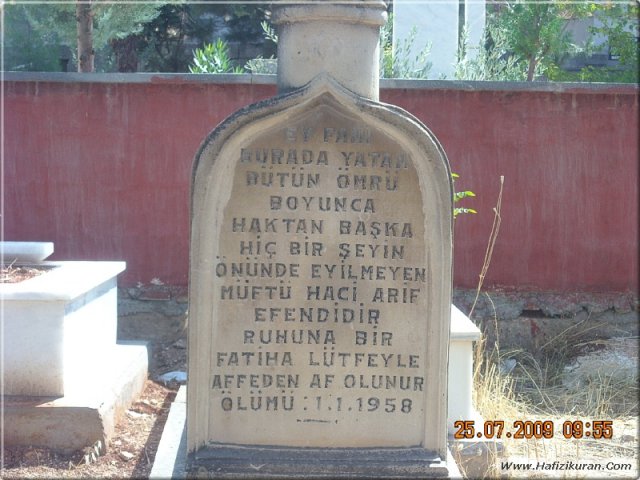 EY FANİ
BURADA YATAN
BÜTÜN ÖMRÜ
BOYUNCA
HAKTAN BAŞKA
HİÇ BİR ŞEYİN
ÖNÜNDE EYİLMEYEN
MÜFTÜ HACİ ARİF
EFENDİDİR
RUHUNA BİR
FATİHA LÜTFEYLE
AFFEDEN AF OLUNUR
ÖLÜMÜ : 1.1.1958
25.07.2009 09:55
Www.Hafizikuran.Com